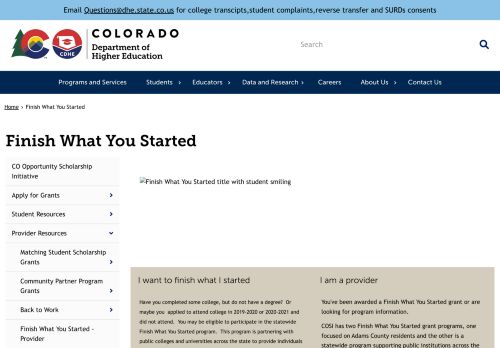 Email Questions@dhe.state.co.us for college transcipts,student complaints,reverse transfer and SURDs consents
COLORADO
Department of
Higher Education
CDHE
Search
Programs and Services
Students
Educators
Data and Research
Careers
About Us
Contact Us
Home › Finish What You Started
Finish What You Started
CO Opportunity Scholarship
Initiative
Apply for Grants
Student Resources
Provider Resources
Matching Student Scholarship
Grants
Community Partner Program
Grants
Back to Work
Finish What You Started -
Provider
Finish What You Started title with student smiling
I want to finish what I started
Have you completed some college, but do not have a degree? Or
maybe you applied to attend college in 2019-2020 or 2020-2021 and
did not attend. You may be eligible to participate in the statewide
Finish What You Started program. This program is partnering with
public colleges and universities across the state to provide individuals
I am a provider
You've been awarded a Finish What You Started grant or are
looking for program information.
COSI has two Finish What You Started grant programs, one
focused on Adams County residents and the other is a
statewide program supporting public institutions across the